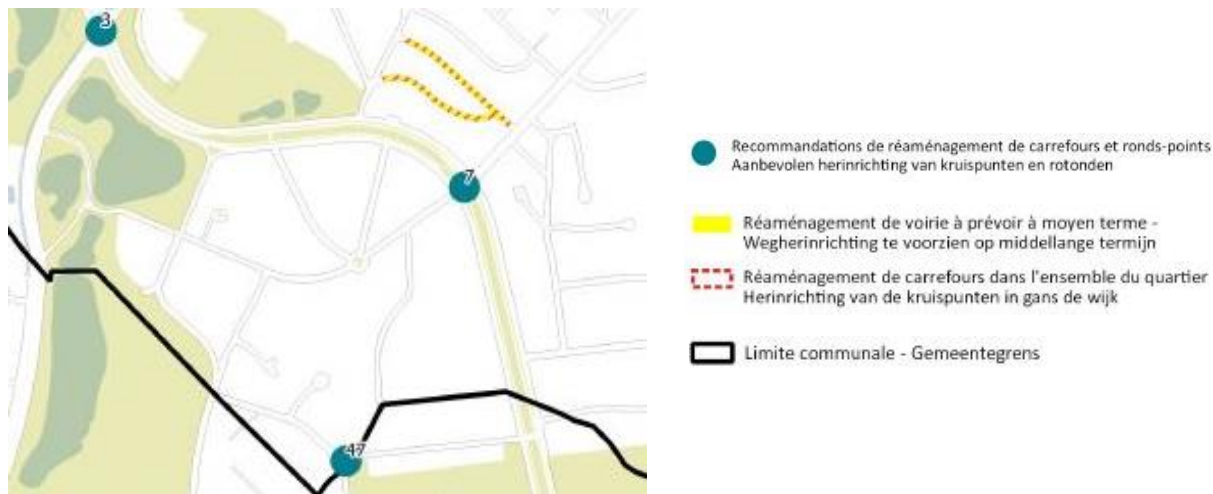 3
7
47
Recommandations de réaménagement de carrefours et ronds-points
Aanbevolen herinrichting van kruispunten en rotonden
Réaménagement de voirie à prévoir à moyen terme -
Wegherinrichting te voorzien op middellange termijn
Réaménagement de carrefours dans l'ensemble du quartier
Herinrichting van de kruispunten in gans de wijk
Limite communale - Gemeentegrens